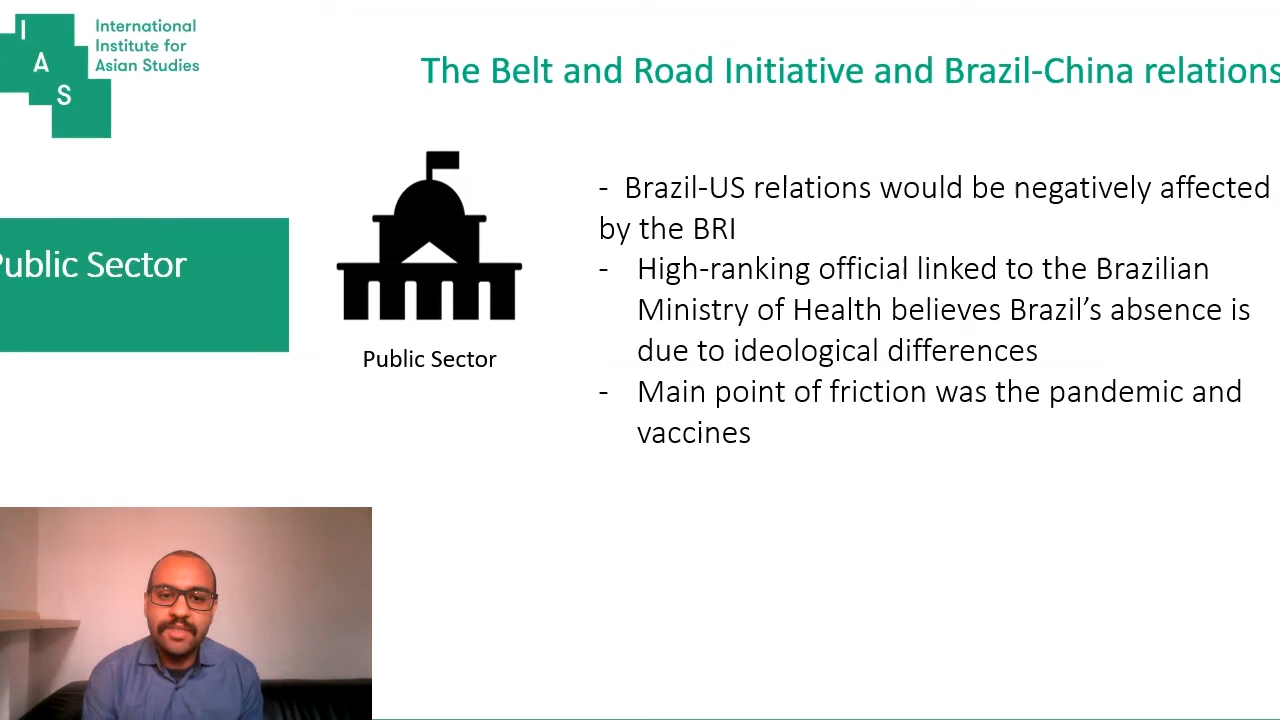 I
A
S
International
Institute for
Asian Studies
The Belt and Road Initiative and Brazil-China relations
Public Sector
Public Sector
- Brazil-US relations would be negatively affected
by the BRI
- High-ranking official linked to the Brazilian
Ministry of Health believes Brazil’s absence is
due to ideological differences
- Main point of friction was the pandemic and
vaccines